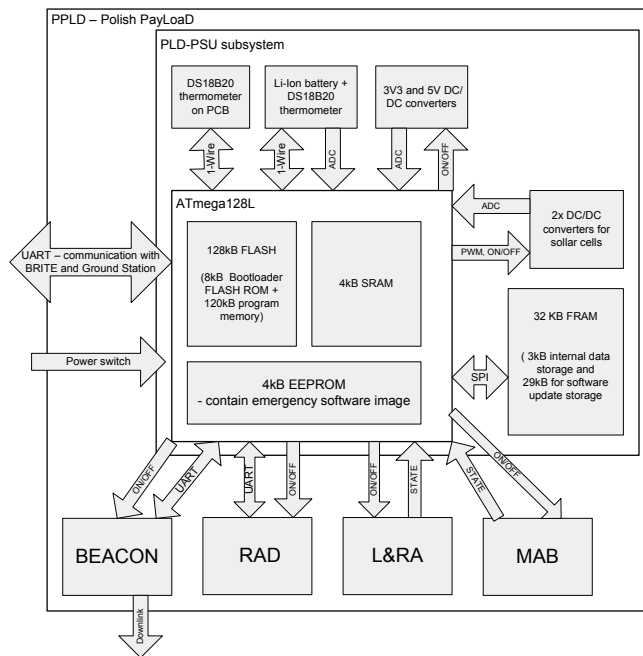 PPLD – Polish PayLoaD
PLD-PSU subsystem
DS18B20
thermometer
on PCB
Li-Ion battery +
DS18B20
thermometer
3V3 and 5V DC/
DC converters
1-Wire
1-Wire
ADC
ADC
ON/OFF
ATmega128L
ADC
2x DC/DC
converters for
sollar cells
PWM, ON/OFF
UART – communication with
BRITE and Ground Station
128kB FLASH
(8kB Bootloader
FLASH ROM +
120kB program
memory)
4kB SRAM
32 KB FRAM
( 3kB internal data
storage and
29kB for software
update storage
Power switch
SPI
4kB EEPROM
- contain emergency software image
ON/OFF
UART
UART
ON/OFF
ON/OFF
STATE
STATE
ON/OFF
BEACON
RAD
L&RA
MAB
Downlink